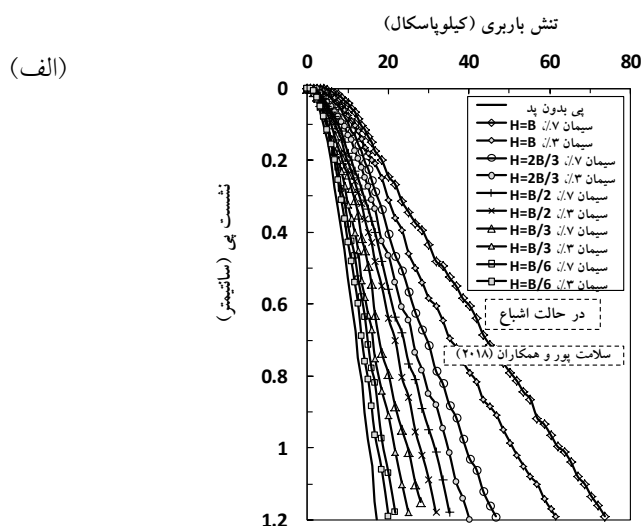 تنش باربری (کیلوپاسکال)
(الف)
0 20 40 60 80
0
0.2
0.4
0.6
0.8
1
1.2
نشست پی (سانتیمتر)
پی بدون پد
H=B سیمان ۷٪،
H=B سیمان ۳٪،
H=2B/3 سیمان ۷٪،
H=2B/3 سیمان ۳٪،
H=B/2 سیمان ۷٪،
H=B/2 سیمان ۳٪،
H=B/3 سیمان ۷٪،
H=B/3 سیمان ۳٪،
H=B/6 سیمان ۷٪،
H=B/6 سیمان ۳٪،
در حالت اشباع
سلامت پور و همکاران (۲۰۱۸)